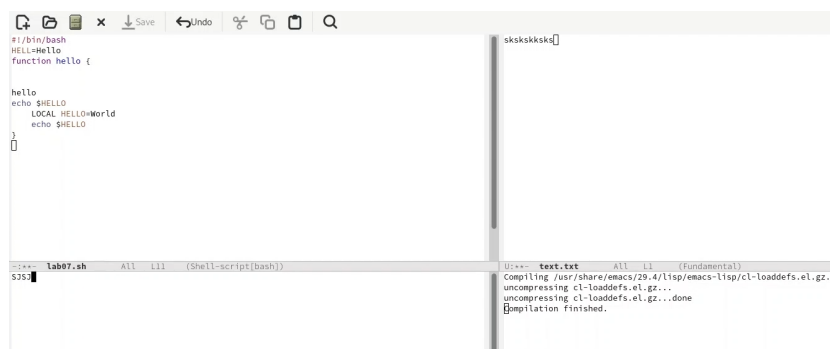 Save Undo
#!/bin/bash
HELL=Hello
function hello {
hello
echo $HELLO
LOCAL HELLO=World
echo $HELLO
}
-:**- lab07.sh All L11 (Shell-script[bash])
SJSJ
skskskksks
U:**- text.txt All L1 (Fundamental)
Compiling /usr/share/emacs/29.4/lisp/emacs-lisp/cl-loaddefs.el.gz.
uncompressing cl-loaddefs.el.gz...
uncompressing cl-loaddefs.el.gz...done
Compilation finished.